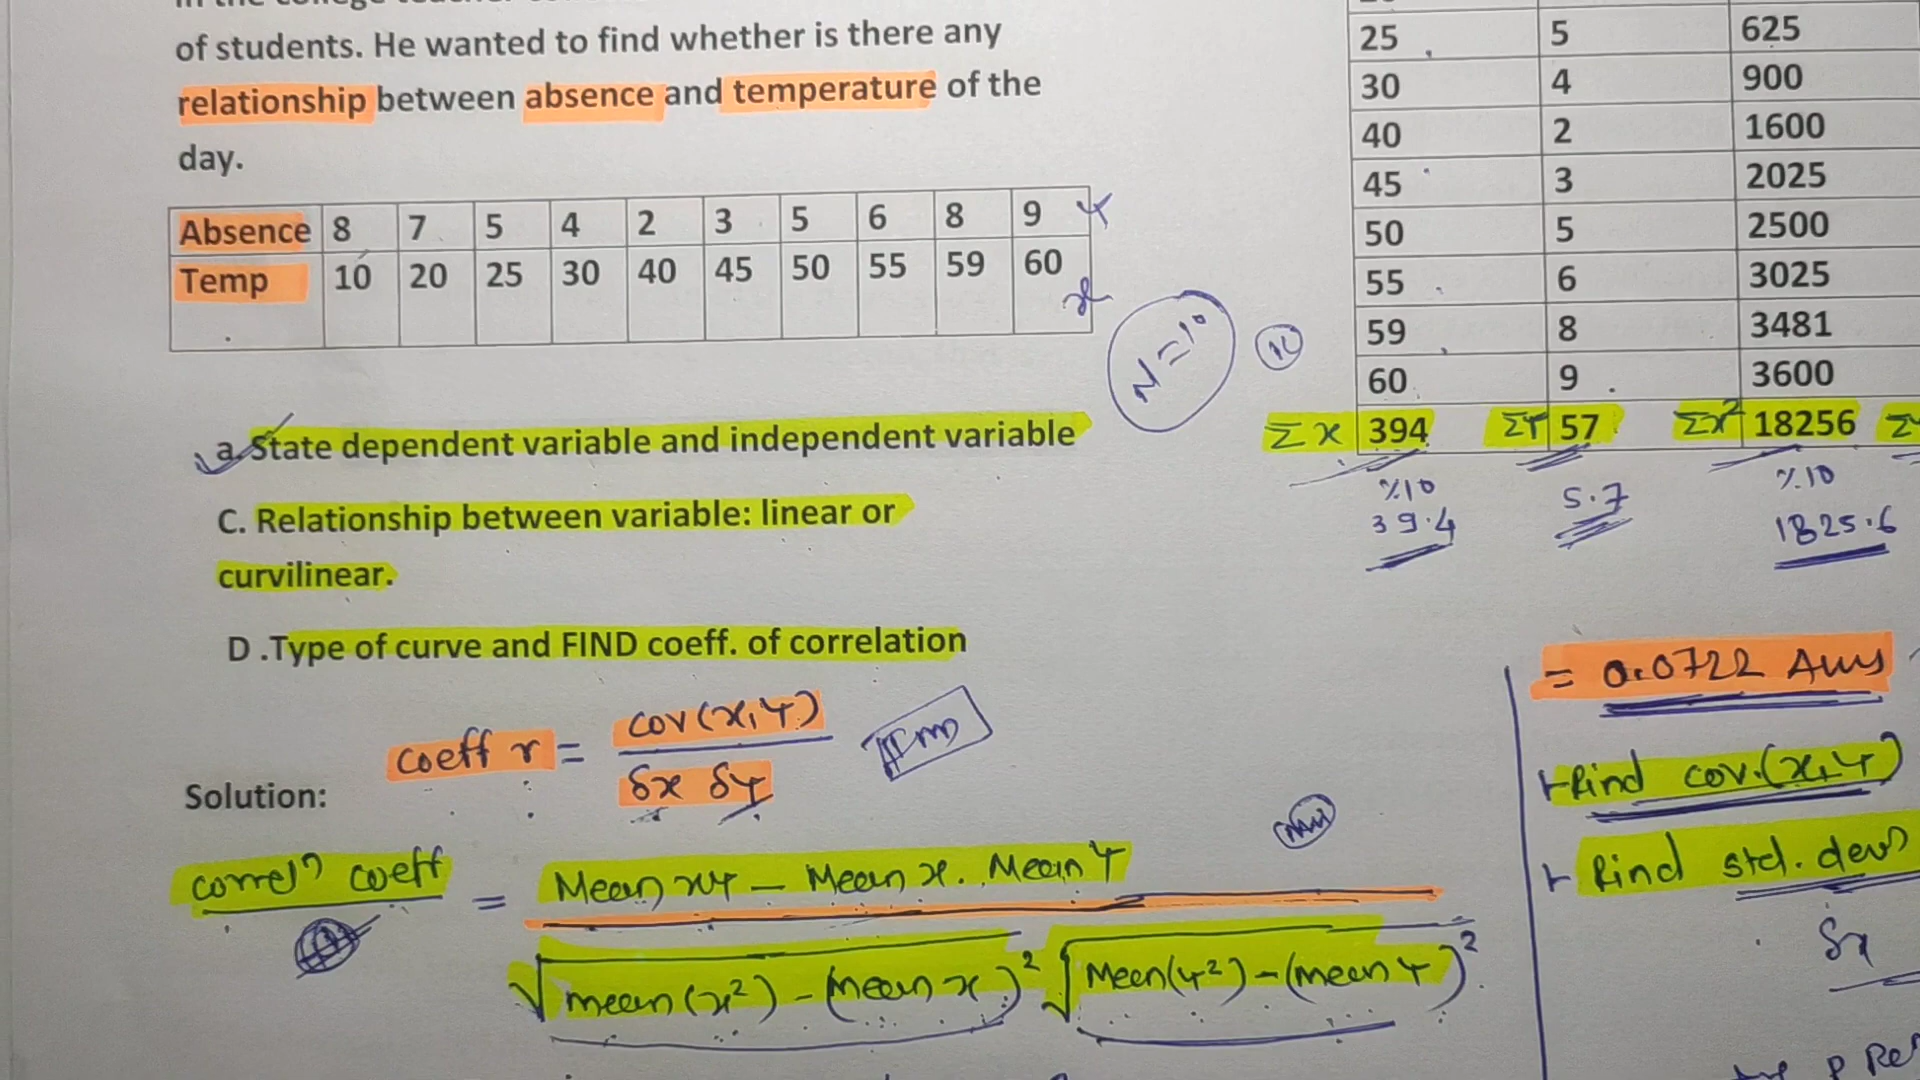 of students. He wanted to find whether is there any
relationship between absence and temperature of the
day.
Absence 8 7 5 4 2 3 5 6 8 9 Y
Temp 10 20 25 30 40 45 50 55 59 60 x
N=10
a. State dependent variable and independent variable
C. Relationship between variable: linear or
curvilinear.
D .Type of curve and FIND coeff. of correlation
coeff r = cov(x,Y)
δx δy
Solution:
correln coeff = Mean xy - Mean x. Mean Y
√mean(x²) - (mean x)² √Mean(Y²) - (mean Y)²
25 5 625
30 4 900
40 2 1600
45 3 2025
50 5 2500
55 6 3025
59 8 3481
60 9 3600
Σx 394 ΣY 57 Σx² 18256
%10 %10
39.4 5.7 1825.6
= 0.0722 Ans
Find cov.(x,Y)
Find std. devn
δx